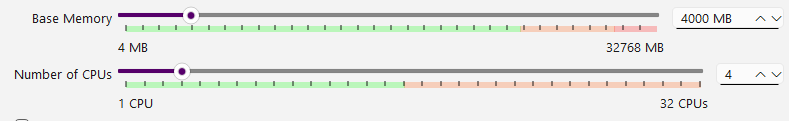 Base Memory 4000 MB
4 MB 32768 MB
Number of CPUs 4
1 CPU 32 CPUs